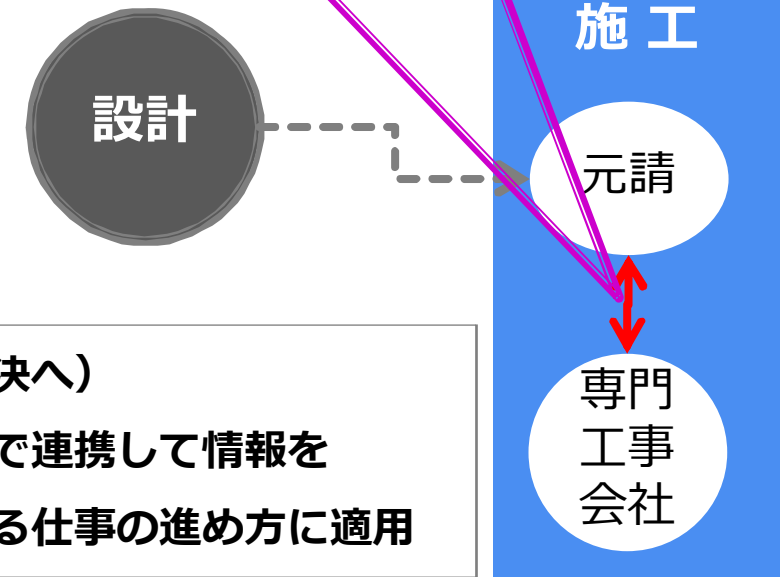 施 工
設計
元請
専門
工事
会社
決へ）
で連携して情報を
る仕事の進め方に適用